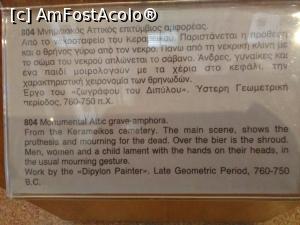 [C] AmFostAcolo®
804 Μνημειακός Αττικός επιτύμβιος αμφορέας.
Από το νεκροταφείο του Κεραμεικού. Παριστάνεται η πρόθεση
και ο θρήνος γύρω από τον νεκρό. Πάνω από τη νεκρική κλίνη με
το σώμα του νεκρού απλώνεται το σάβανο. Άνδρες, γυναίκες και
ένα παιδί μοιρολογούν με τα χέρια στο κεφάλι, την
χαρακτηριστική χειρονομία των θρηνωδών.
Έργο του «ζωγράφου του Διπύλου». Ύστερη Γεωμετρική
περίοδος, 760-750 π.Χ.
804 Monumental Attic grave amphora.
From the Kerameikos cemetery. The main scene, shows the
prothesis and mourning for the dead. Over the bier is the shroud.
Men, women and a child lament with the hands on their heads, in
the usual mourning gesture.
Work by the «Dipylon Painter». Late Geometric Period, 760-750
B.C.